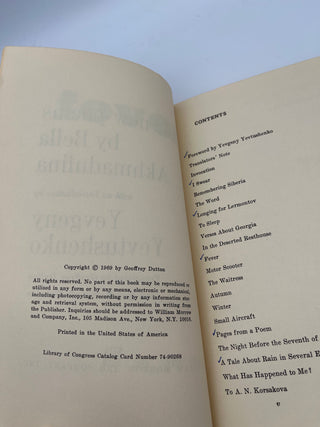 Copyright © 1969 by Geoffrey Dutton
All rights reserved. No part of this book may be reproduced or
utilized in any form or by any means, electronic or mechanical,
including photocopying, recording or by any information stor-
age and retrieval system, without permission in writing from
the Publisher. Inquiries should be addressed to William Morrow
and Company, Inc., 105 Madison Ave., New York, N.Y. 10016.
Printed in the United States of America
Library of Congress Catalog Card Number 74-90268
CONTENTS
Foreword by Yevgeny Yevtushenko
Translators' Note
Invocation
I Swear
Remembering Siberia
The Word
Longing for Lermontov
To Sleep
Verses About Georgia
In the Deserted Resthouse
Fever
Motor Scooter
The Waitress
Autumn
Winter
Small Aircraft
Pages from a Poem
The Night Before the Seventh of
A Tale About Rain in Several E
What Has Happened to Me?
To A. N. Korsakova
v
by Bella
Akhmadulina
Yevgeny
Yevtushenko